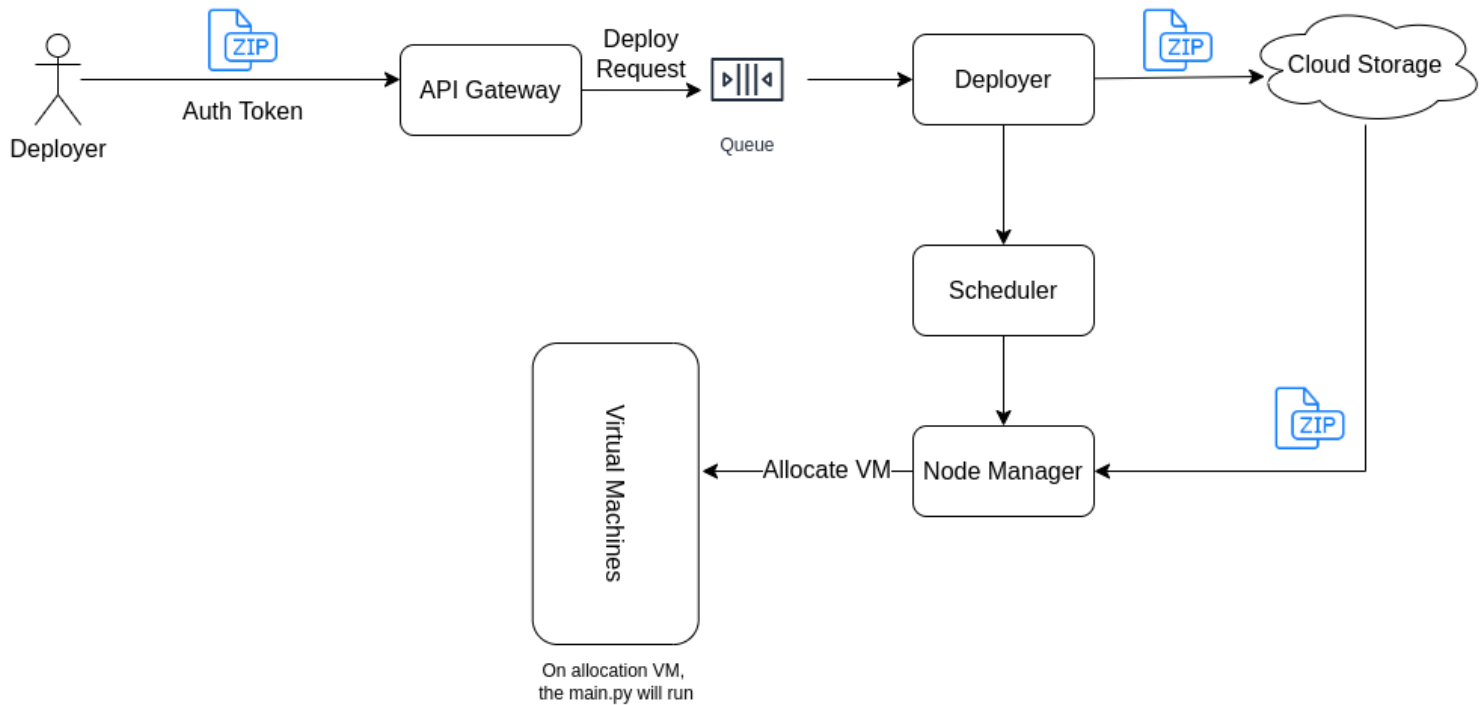 ZIP
Auth Token
Deployer
API Gateway
Deploy
Request
Queue
Deployer
ZIP
Cloud Storage
Scheduler
ZIP
Node Manager
Allocate VM
Virtual Machines
On allocation VM,
the main.py will run